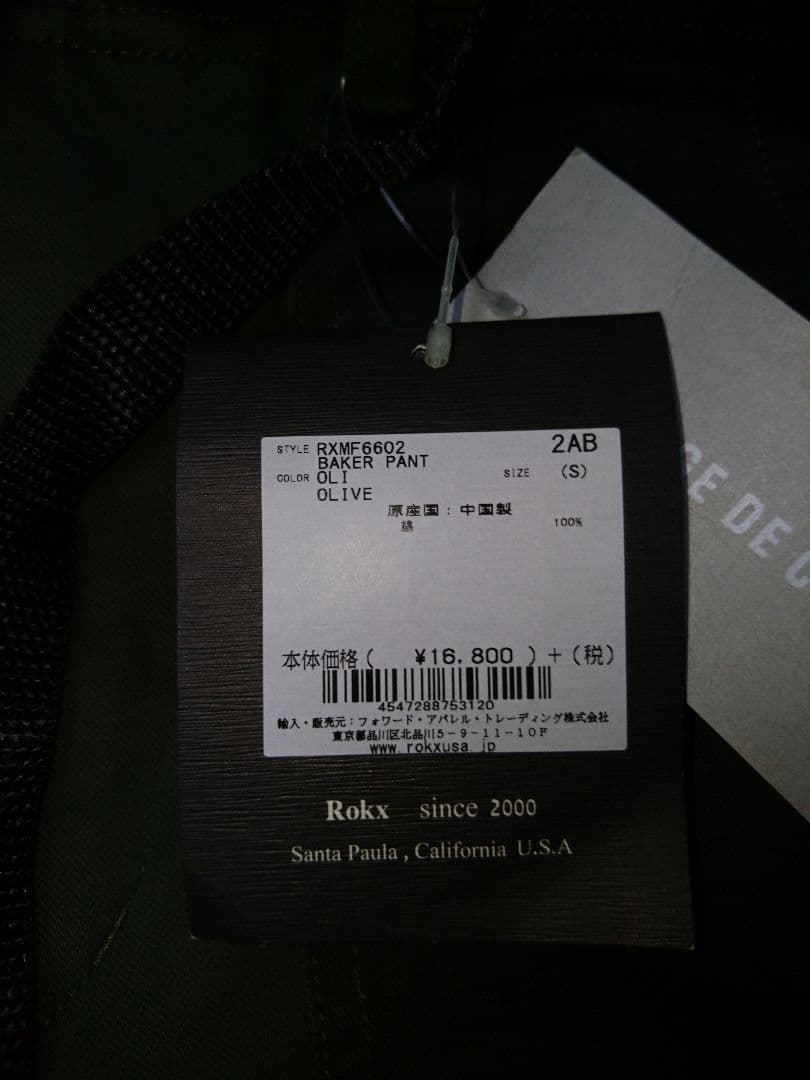 STYLE RXMF6602 2AB
BAKER PANT
COLOR OLI SIZE (S)
OLIVE
原産国: 中国製
綿 100%
本体価格( ¥16,800 )+(税)
4547288753120
輸入・販売元:フォワード・アパレル・トレーディング株式会社
東京都品川区北品川5-9-11-10F
www.rokxusa.jp
Rokx since 2000
Santa Paula , California U.S.A
GE DE C